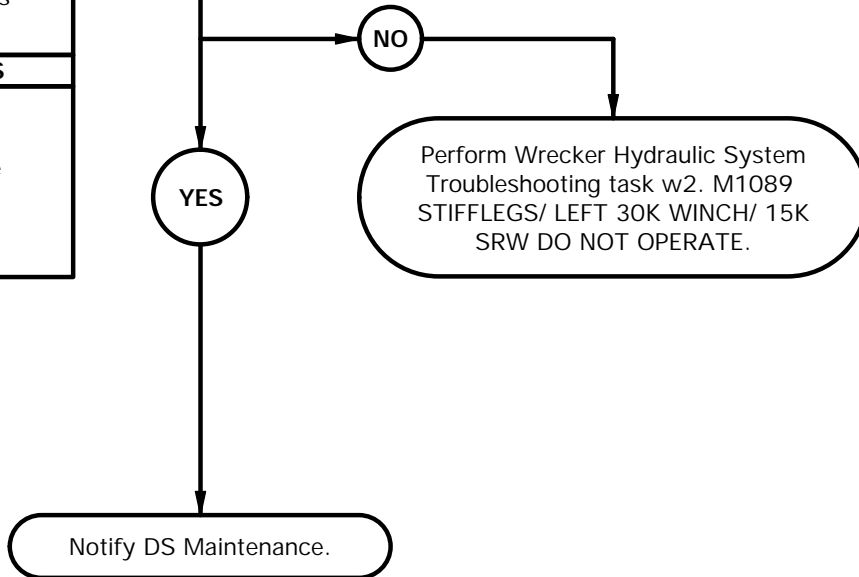 NO
YES
Perform Wrecker Hydraulic System
Troubleshooting task w2. M1089
STIFFLEGS/ LEFT 30K WINCH/ 15K
SRW DO NOT OPERATE.
Notify DS Maintenance.